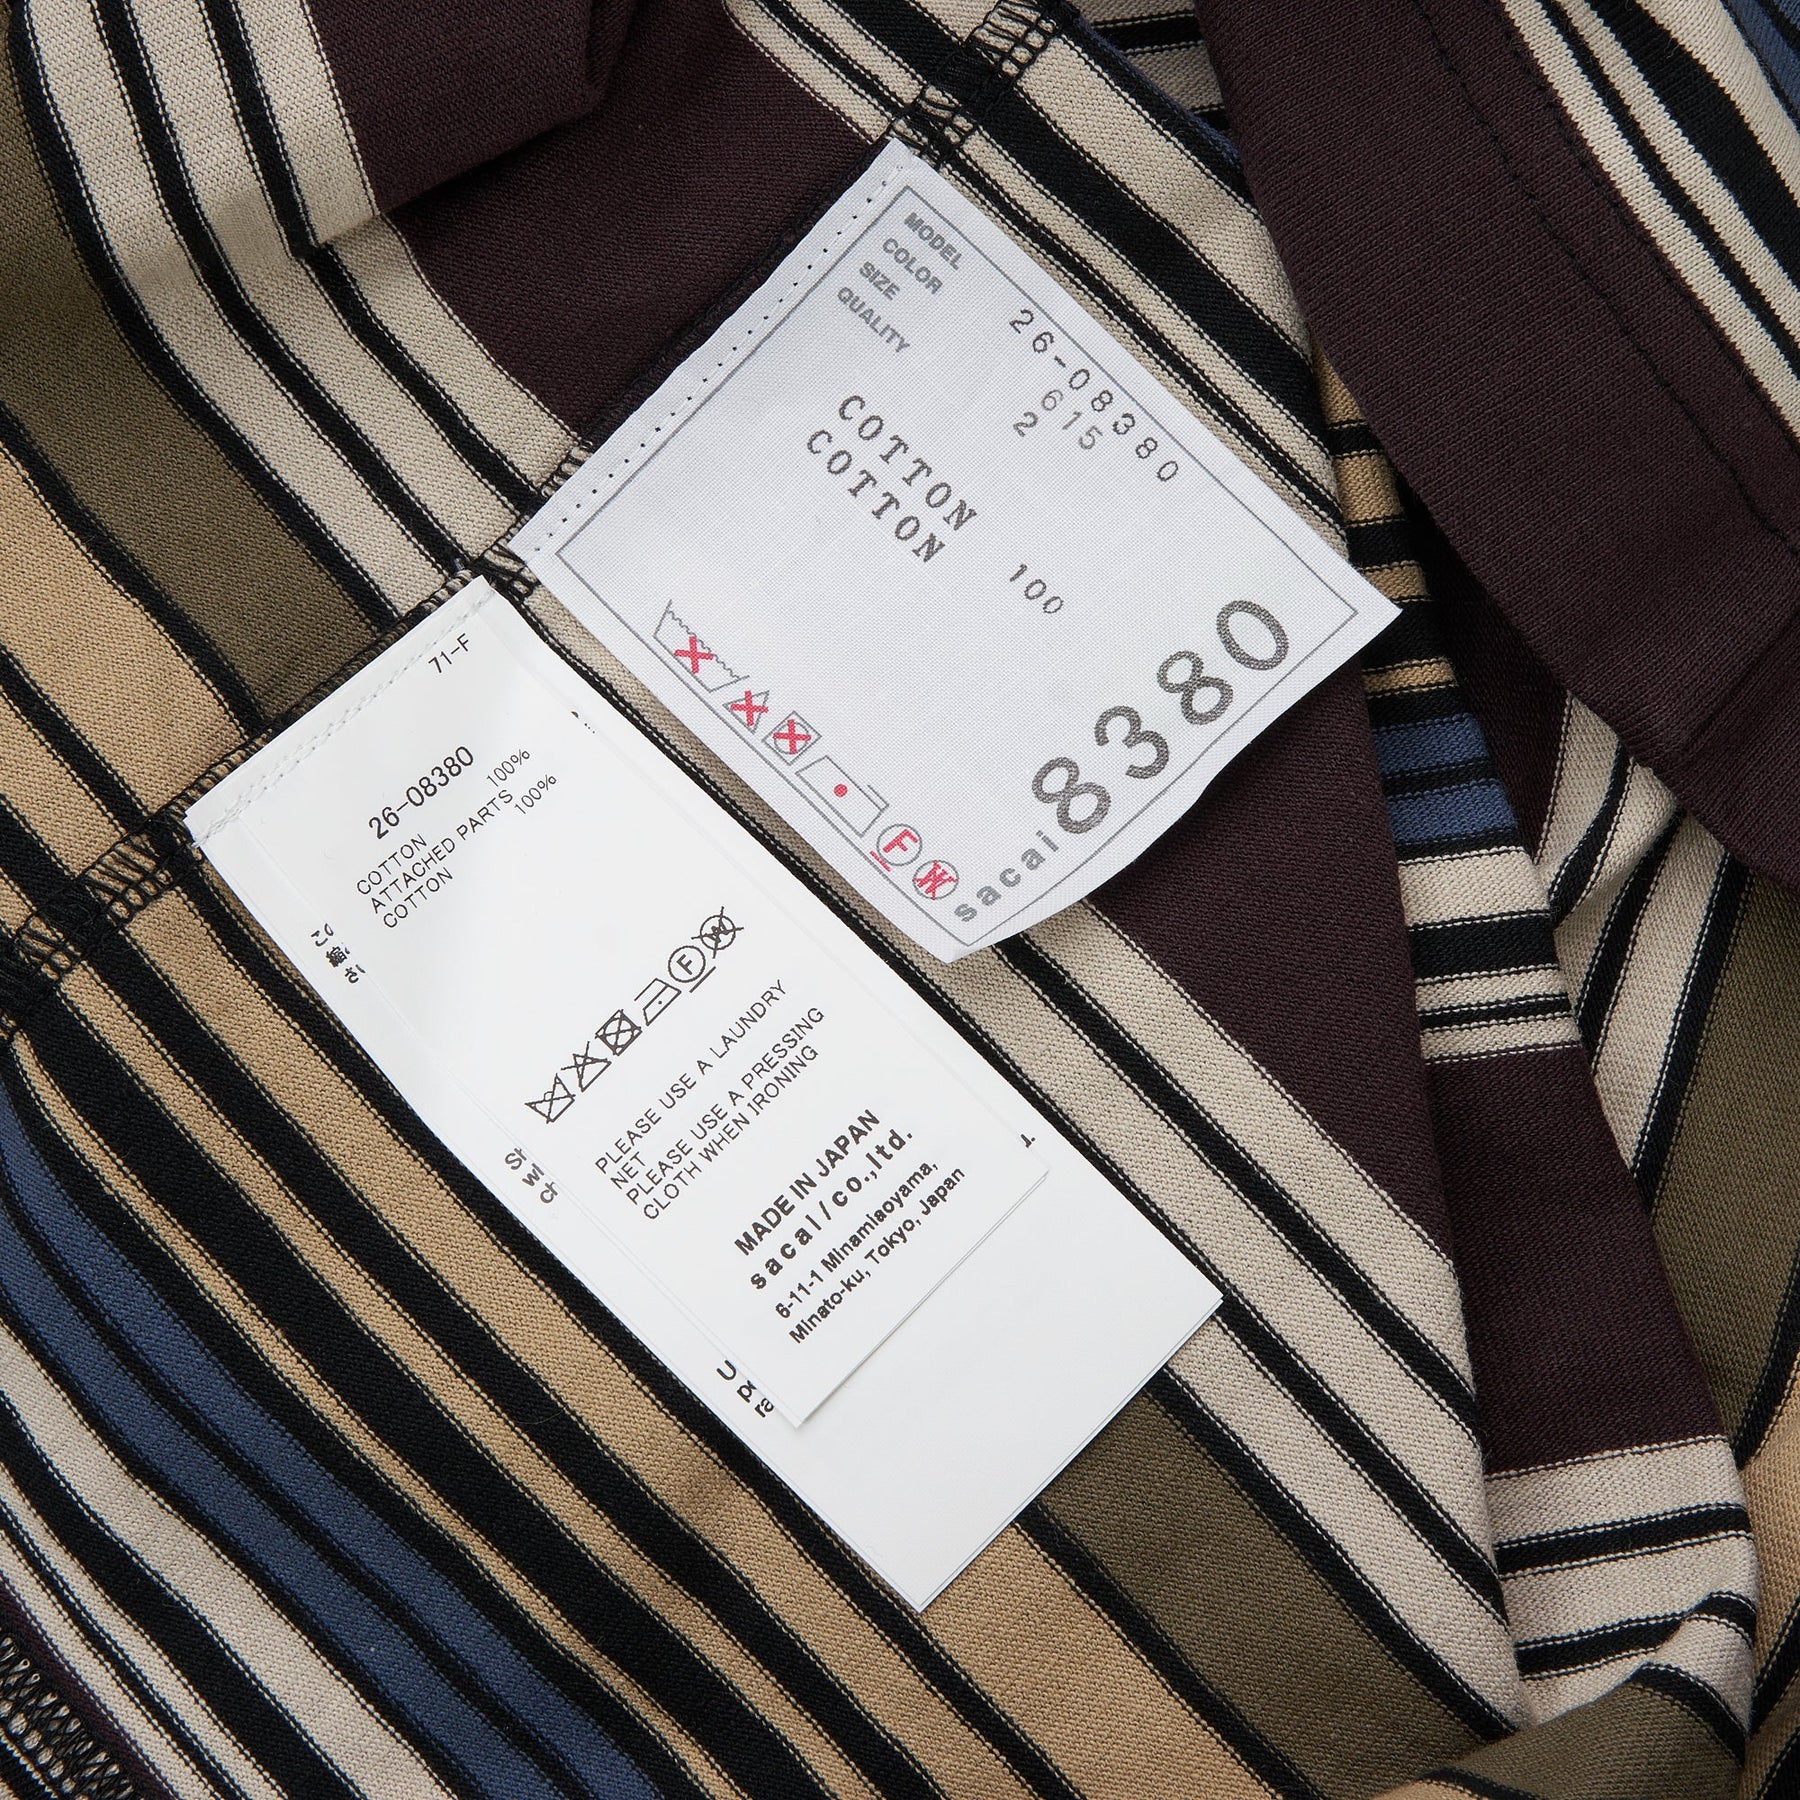 MODEL 26-08380
COLOR 615
SIZE 2
QUALITY
COTTON
COTTON 100
8380
sacai
F
W
71-F
26-08380
COTTON 100%
ATTACHED PARTS
COTTON 100%
F
W
PLEASE USE A LAUNDRY
NET
PLEASE USE A PRESSING
CLOTH WHEN IRONING
MADE IN JAPAN
sacai/co.,ltd.
6-11-1 Minamiaoyama,
Minato-ku, Tokyo, Japan